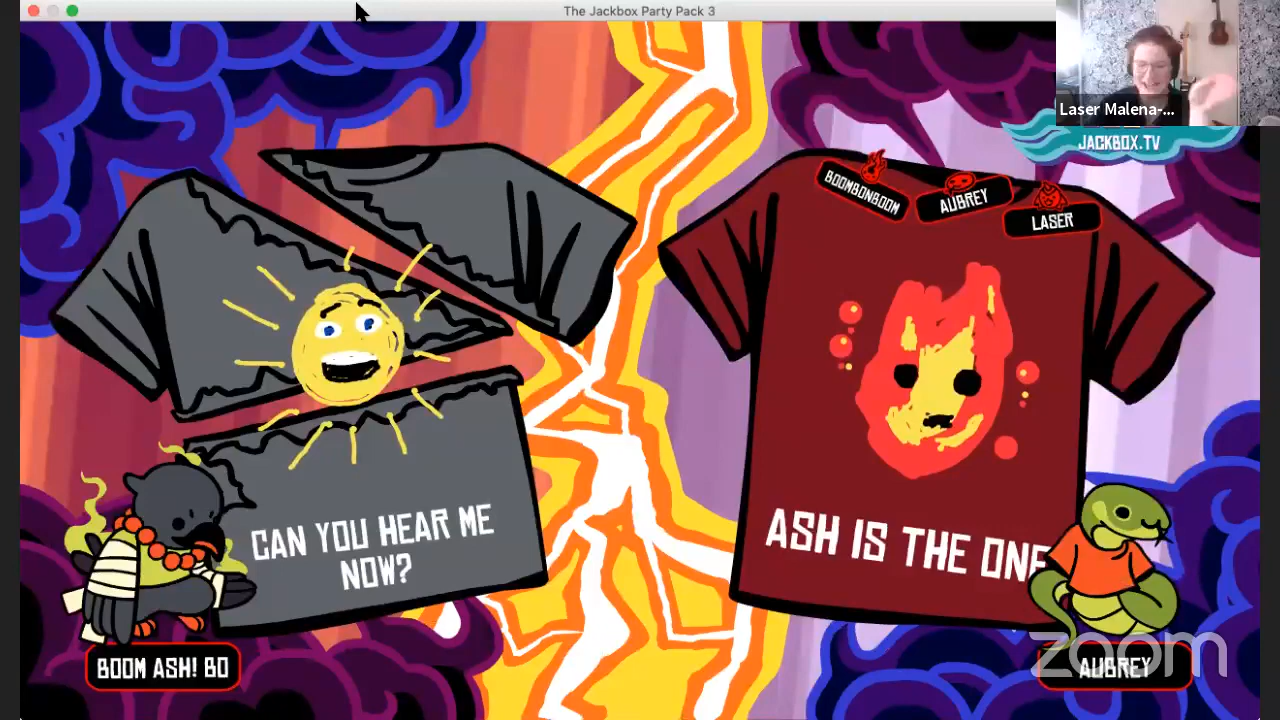 The Jackbox Party Pack 3
Laser Malena-...
JACKBOX.TV
BOOMBONBOOM
AUBREY
LASER
CAN YOU HEAR ME
NOW?
ASH IS THE ONE
BOOM ASH! BO
AUBREY
zoom